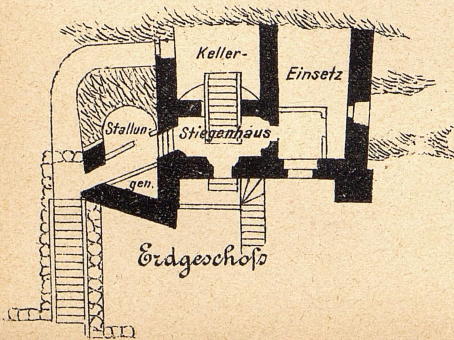 Keller-
Einsetz
Stallun
Stiegenhaus
gen.
Erdgeschoſs